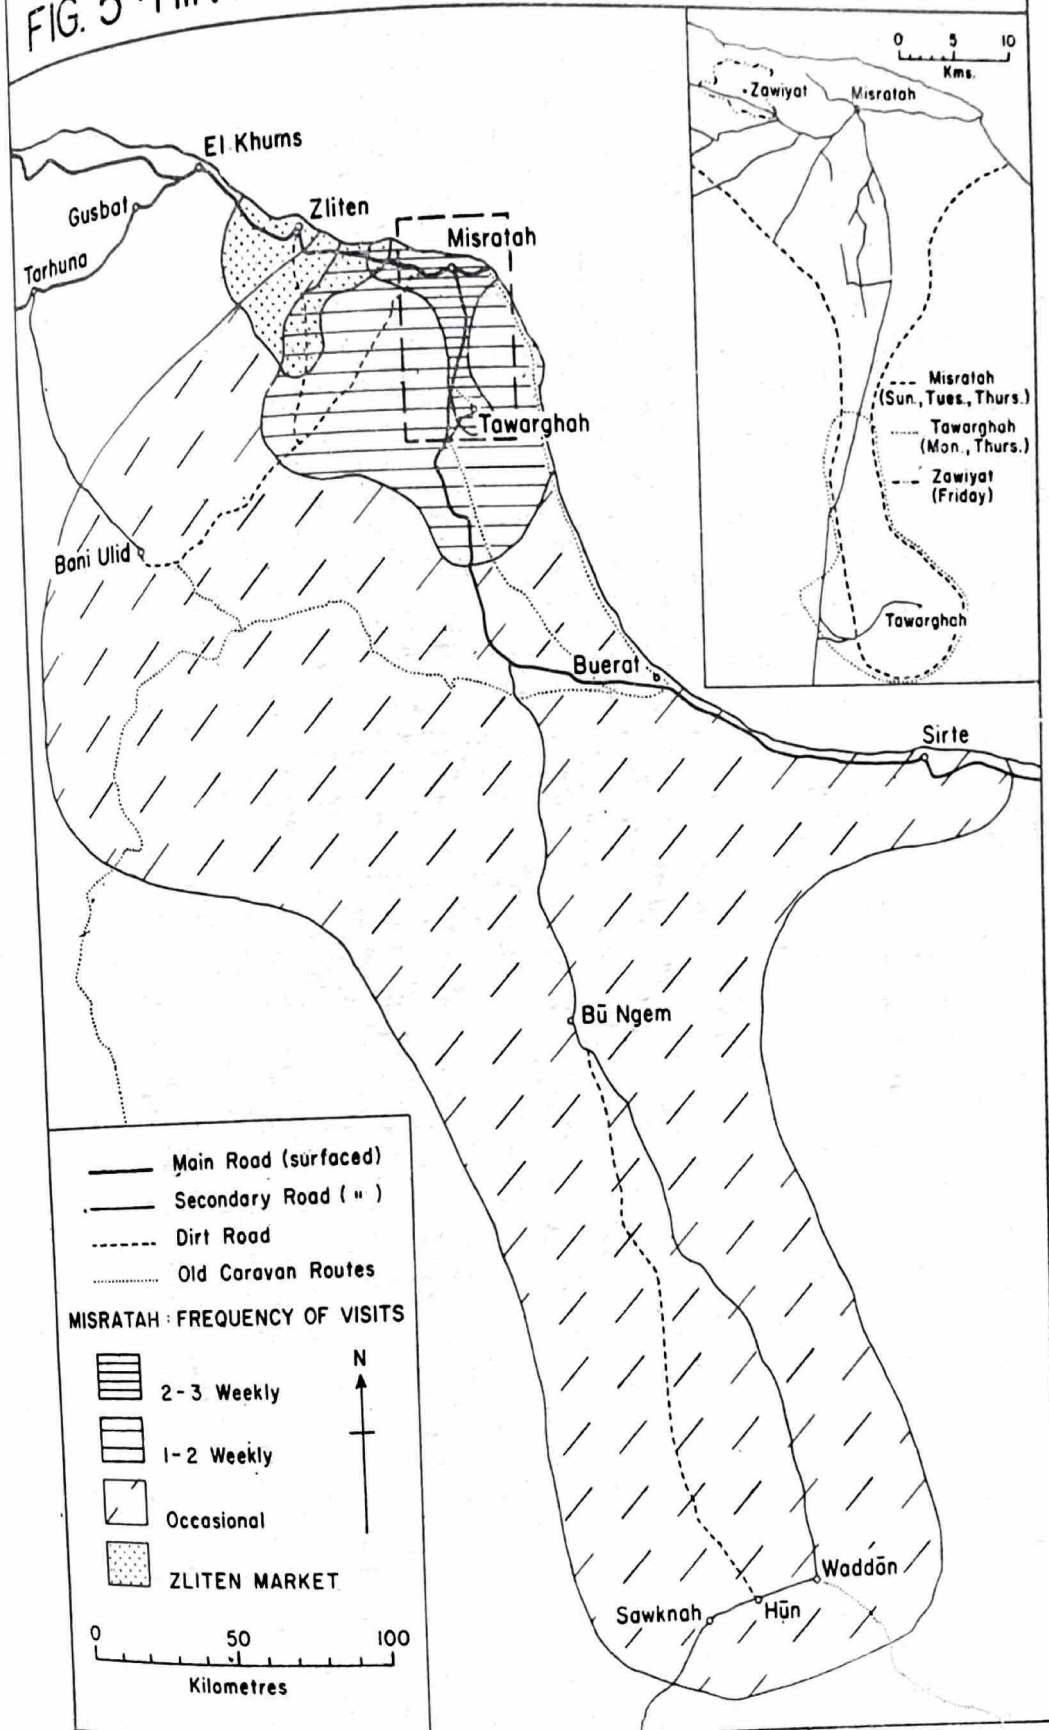 FIG. 5
0 5 10
Kms.
Zawiyat
Misratah
El Khums
Gusbat
Zliten
Misratah
Tarhuna
Misratah
(Sun., Tues., Thurs.)
Tawarghah
(Mon., Thurs.)
Zawiyat
(Friday)
Tawarghah
Bani Ulid
Tawarghah
Buerat
Sirte
Bū Ngem
Main Road (surfaced)
Secondary Road ( " )
Dirt Road
Old Caravan Routes
MISRATAH : FREQUENCY OF VISITS
N
2-3 Weekly
1-2 Weekly
Occasional
ZLITEN MARKET
0 50 100
Kilometres
Waddān
Hūn
Sawknah